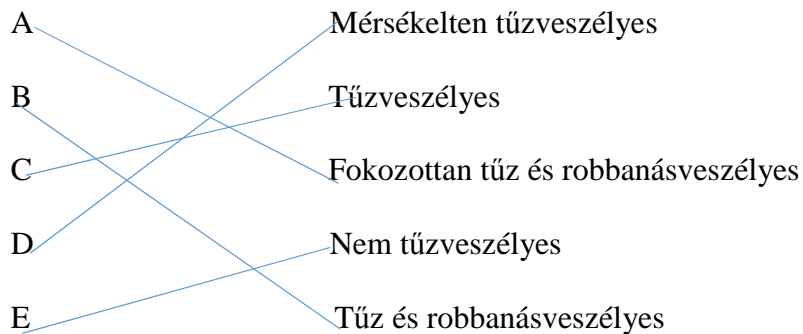 A Mérsékelten tűzveszélyes
B Tűzveszélyes
C Fokozottan tűz és robbanásveszélyes
D Nem tűzveszélyes
E Tűz és robbanásveszélyes